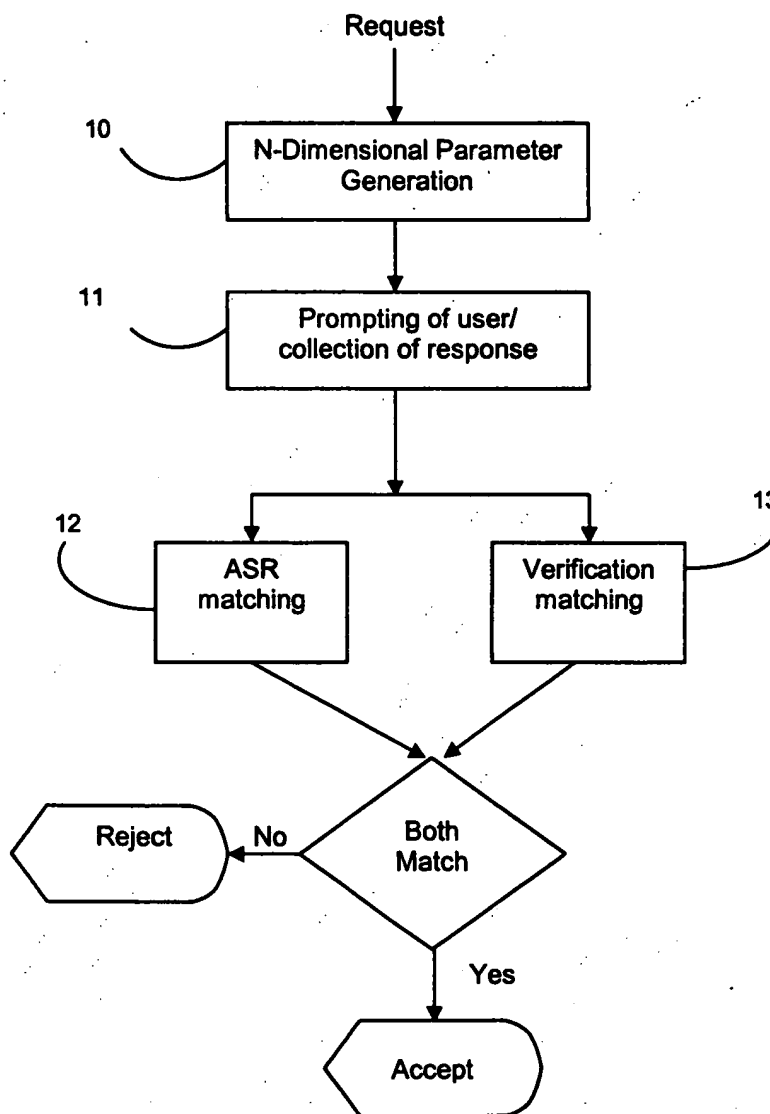 Request
10
N-Dimensional Parameter
Generation
11
Prompting of user/
collection of response
12
ASR
matching
13
Verification
matching
Both
Match
No
Reject
Yes
Accept